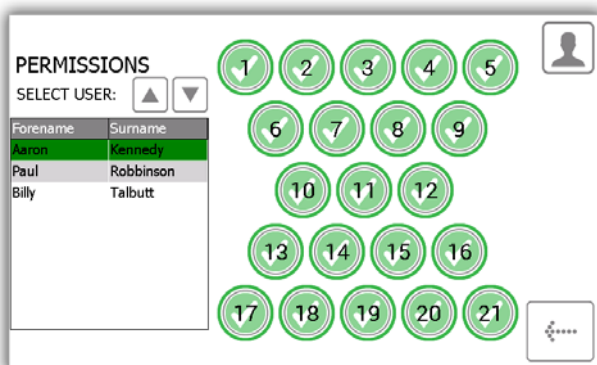 PERMISSIONS
SELECT USER:
Forename Surname
Aaron Kennedy
Paul Robbinson
Billy Talbutt
1 2 3 4 5
6 7 8 9
10 11 12
13 14 15 16
17 18 19 20 21